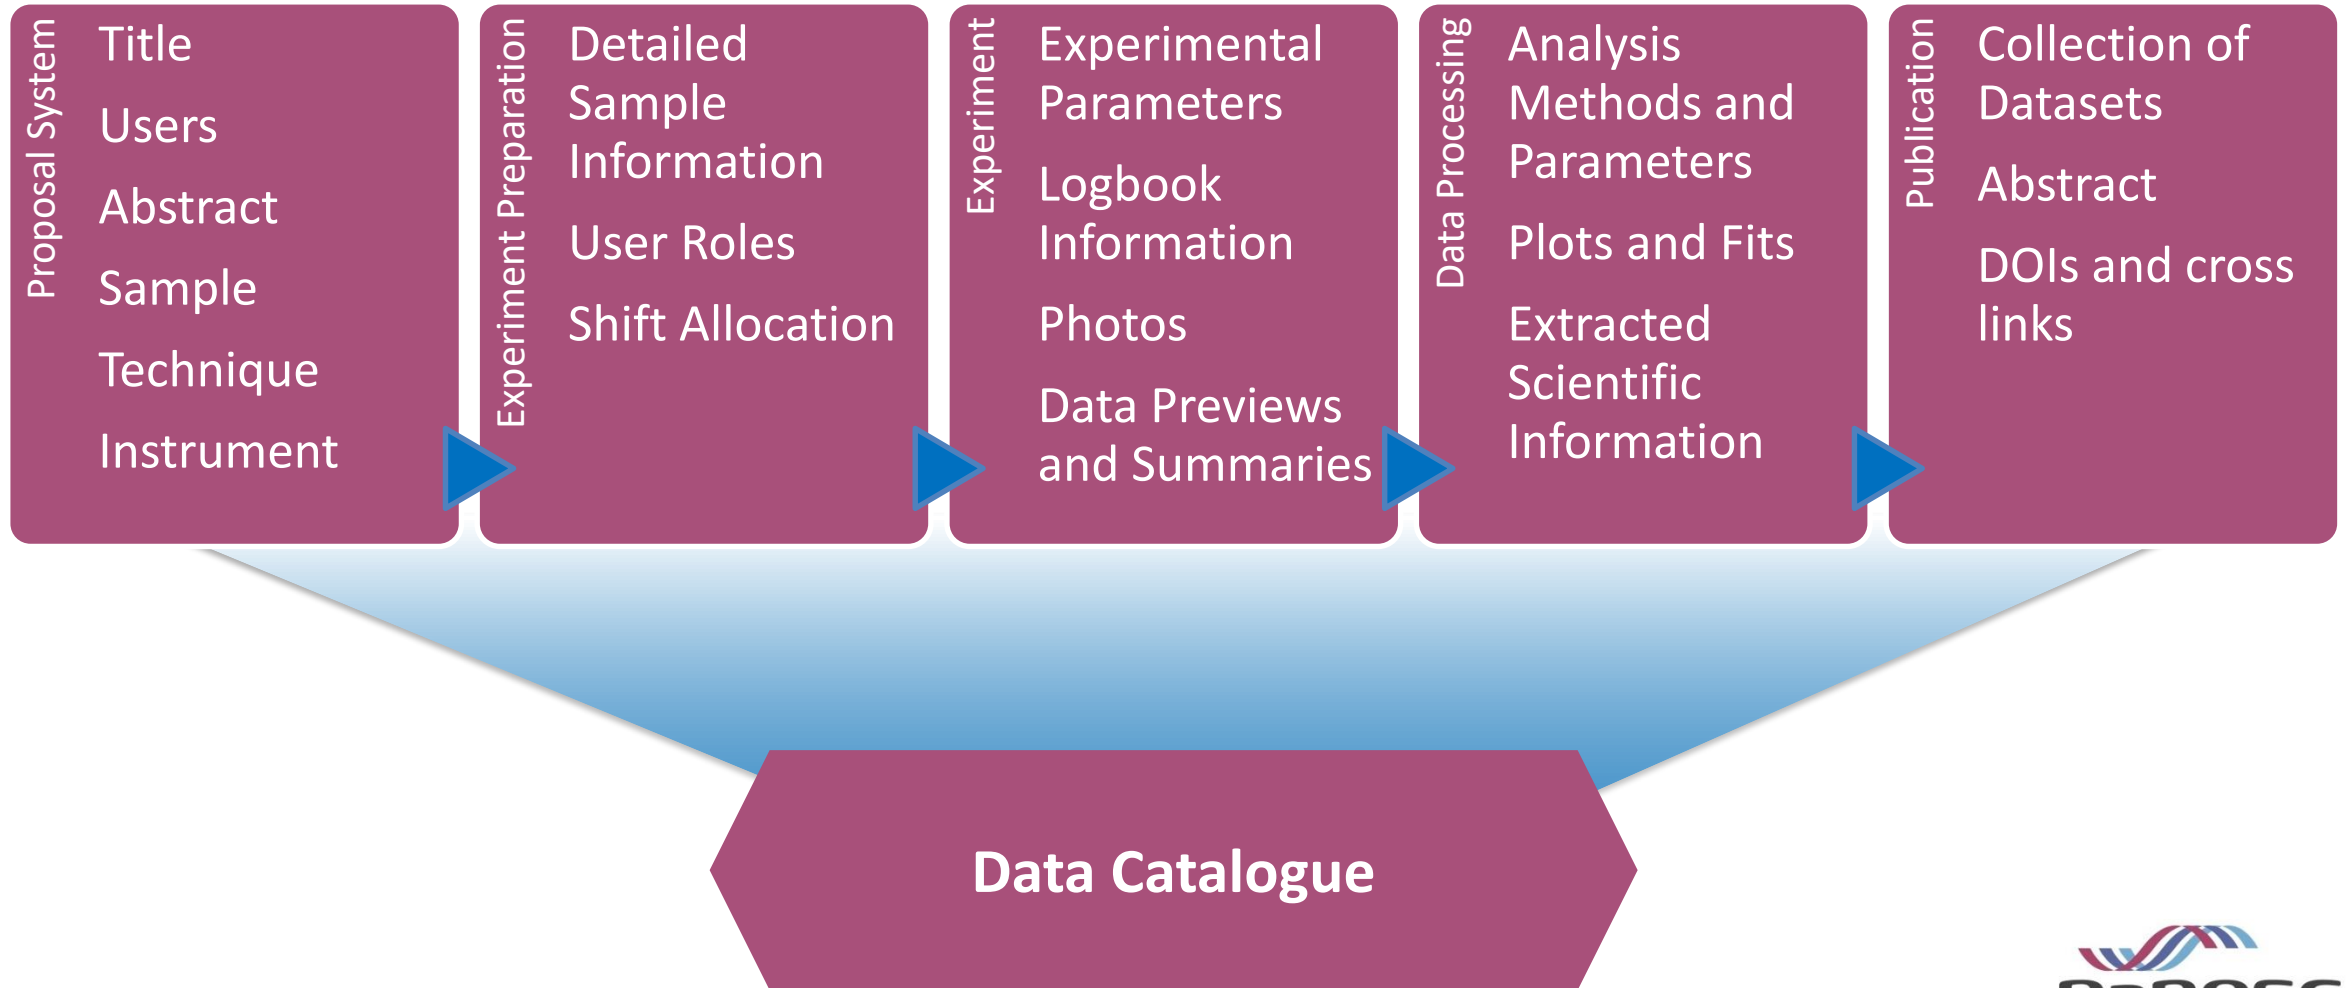 Proposal System
Title
Users
Abstract
Sample
Technique
Instrument
Experiment Preparation
Detailed
Sample
Information
User Roles
Shift Allocation
Experiment
Experimental
Parameters
Logbook
Information
Photos
Data Previews
and Summaries
Data Processing
Analysis
Methods and
Parameters
Plots and Fits
Extracted
Scientific
Information
Publication
Collection of
Datasets
Abstract
DOIs and cross
links
Data Catalogue